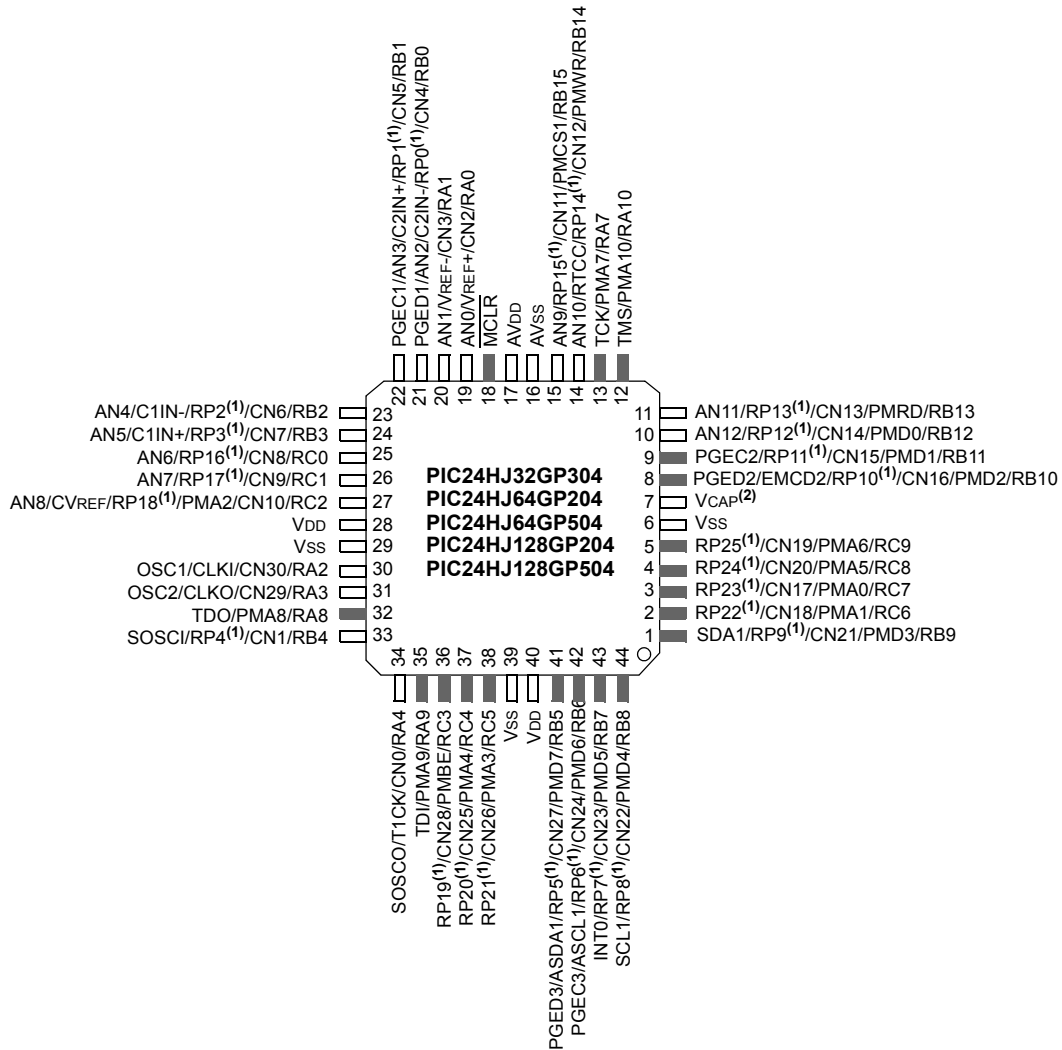 PGEC1/AN3/C2IN+/RP1(1)/CN5/RB1
PGED1/AN2/C2IN-/RP0(1)/CN4/RB0
AN1/VREF-/CN3/RA1
AN0/VREF+/CN2/RA0
MCLR
AVDD
AVSS
AN9/RP15(1)/CN11/PMCS1/RB15
AN10/RTCC/RP14(1)/CN12/PMWR/RB14
TCK/PMA7/RA7
TMS/PMA10/RA10
22 21 20 19 18 17 16 15 14 13 12
AN4/C1IN-/RP2(1)/CN6/RB2 23
AN5/C1IN+/RP3(1)/CN7/RB3 24
AN6/RP16(1)/CN8/RC0 25
AN7/RP17(1)/CN9/RC1 26
AN8/CVREF/RP18(1)/PMA2/CN10/RC2 27
VDD 28
VSS 29
OSC1/CLKI/CN30/RA2 30
OSC2/CLKO/CN29/RA3 31
TDO/PMA8/RA8 32
SOSCI/RP4(1)/CN1/RB4 33
PIC24HJ32GP304
PIC24HJ64GP204
PIC24HJ64GP504
PIC24HJ128GP204
PIC24HJ128GP504
11 AN11/RP13(1)/CN13/PMRD/RB13
10 AN12/RP12(1)/CN14/PMD0/RB12
9 PGEC2/RP11(1)/CN15/PMD1/RB11
8 PGED2/EMCD2/RP10(1)/CN16/PMD2/RB10
7 VCAP(2)
6 VSS
5 RP25(1)/CN19/PMA6/RC9
4 RP24(1)/CN20/PMA5/RC8
3 RP23(1)/CN17/PMA0/RC7
2 RP22(1)/CN18/PMA1/RC6
1 SDA1/RP9(1)/CN21/PMD3/RB9
34 35 36 37 38 39 40 41 42 43 44
SOSCO/T1CK/CN0/RA4
TDI/PMA9/RA9
RP19(1)/CN28/PMBE/RC3
RP20(1)/CN25/PMA4/RC4
RP21(1)/CN26/PMA3/RC5
VSS
VDD
PGED3/ASDA1/RP5(1)/CN27/PMD7/RB5
PGEC3/ASCL1/RP6(1)/CN24/PMD6/RB6
INT0/RP7(1)/CN23/PMD5/RB7
SCL1/RP8(1)/CN22/PMD4/RB8